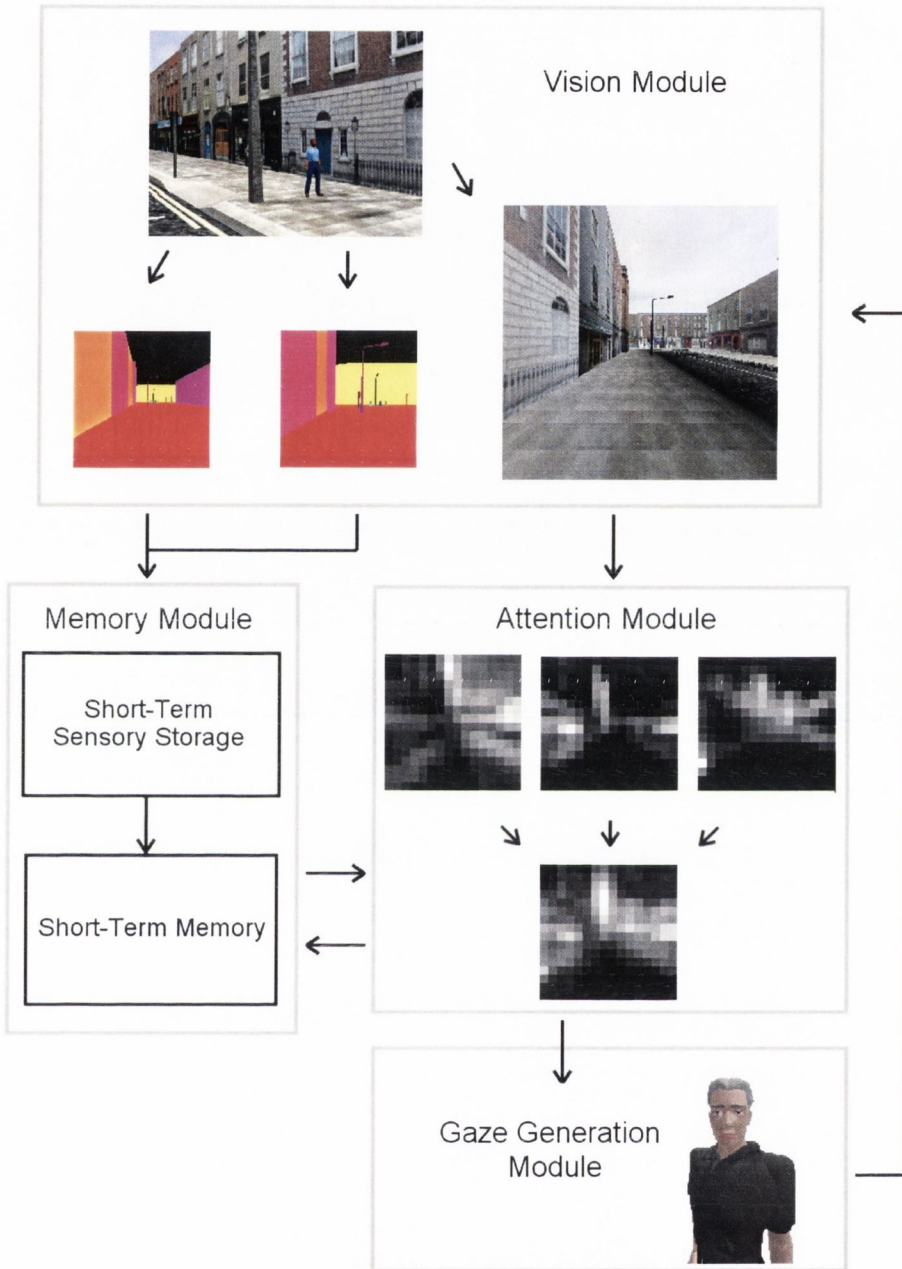 Vision Module
Memory Module
Short-Term
Sensory Storage
Short-Term Memory
Attention Module
Gaze Generation
Module